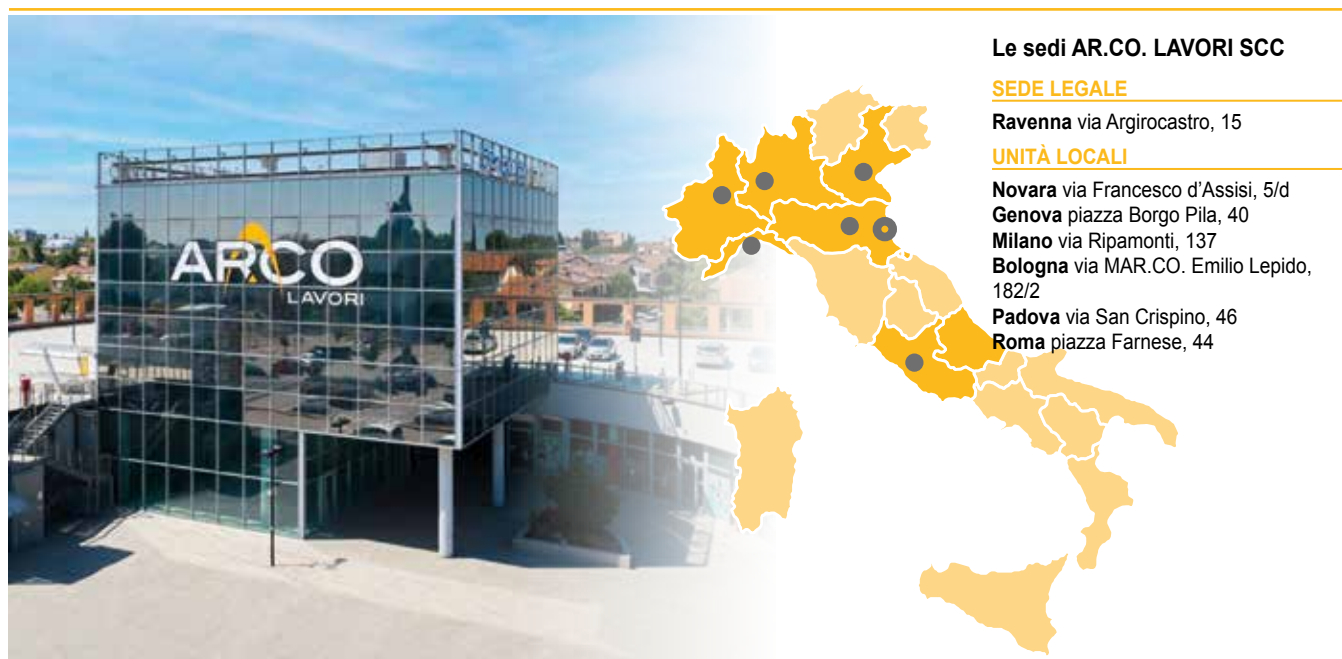 ARCO
LAVORI
Le sedi AR.CO. LAVORI SCC
SEDE LEGALE
Ravenna via Argirocastro, 15
UNITÀ LOCALI
Novara via Francesco d’Assisi, 5/d
Genova piazza Borgo Pila, 40
Milano via Ripamonti, 137
Bologna via MAR.CO. Emilio Lepido,
182/2
Padova via San Crispino, 46
Roma piazza Farnese, 44